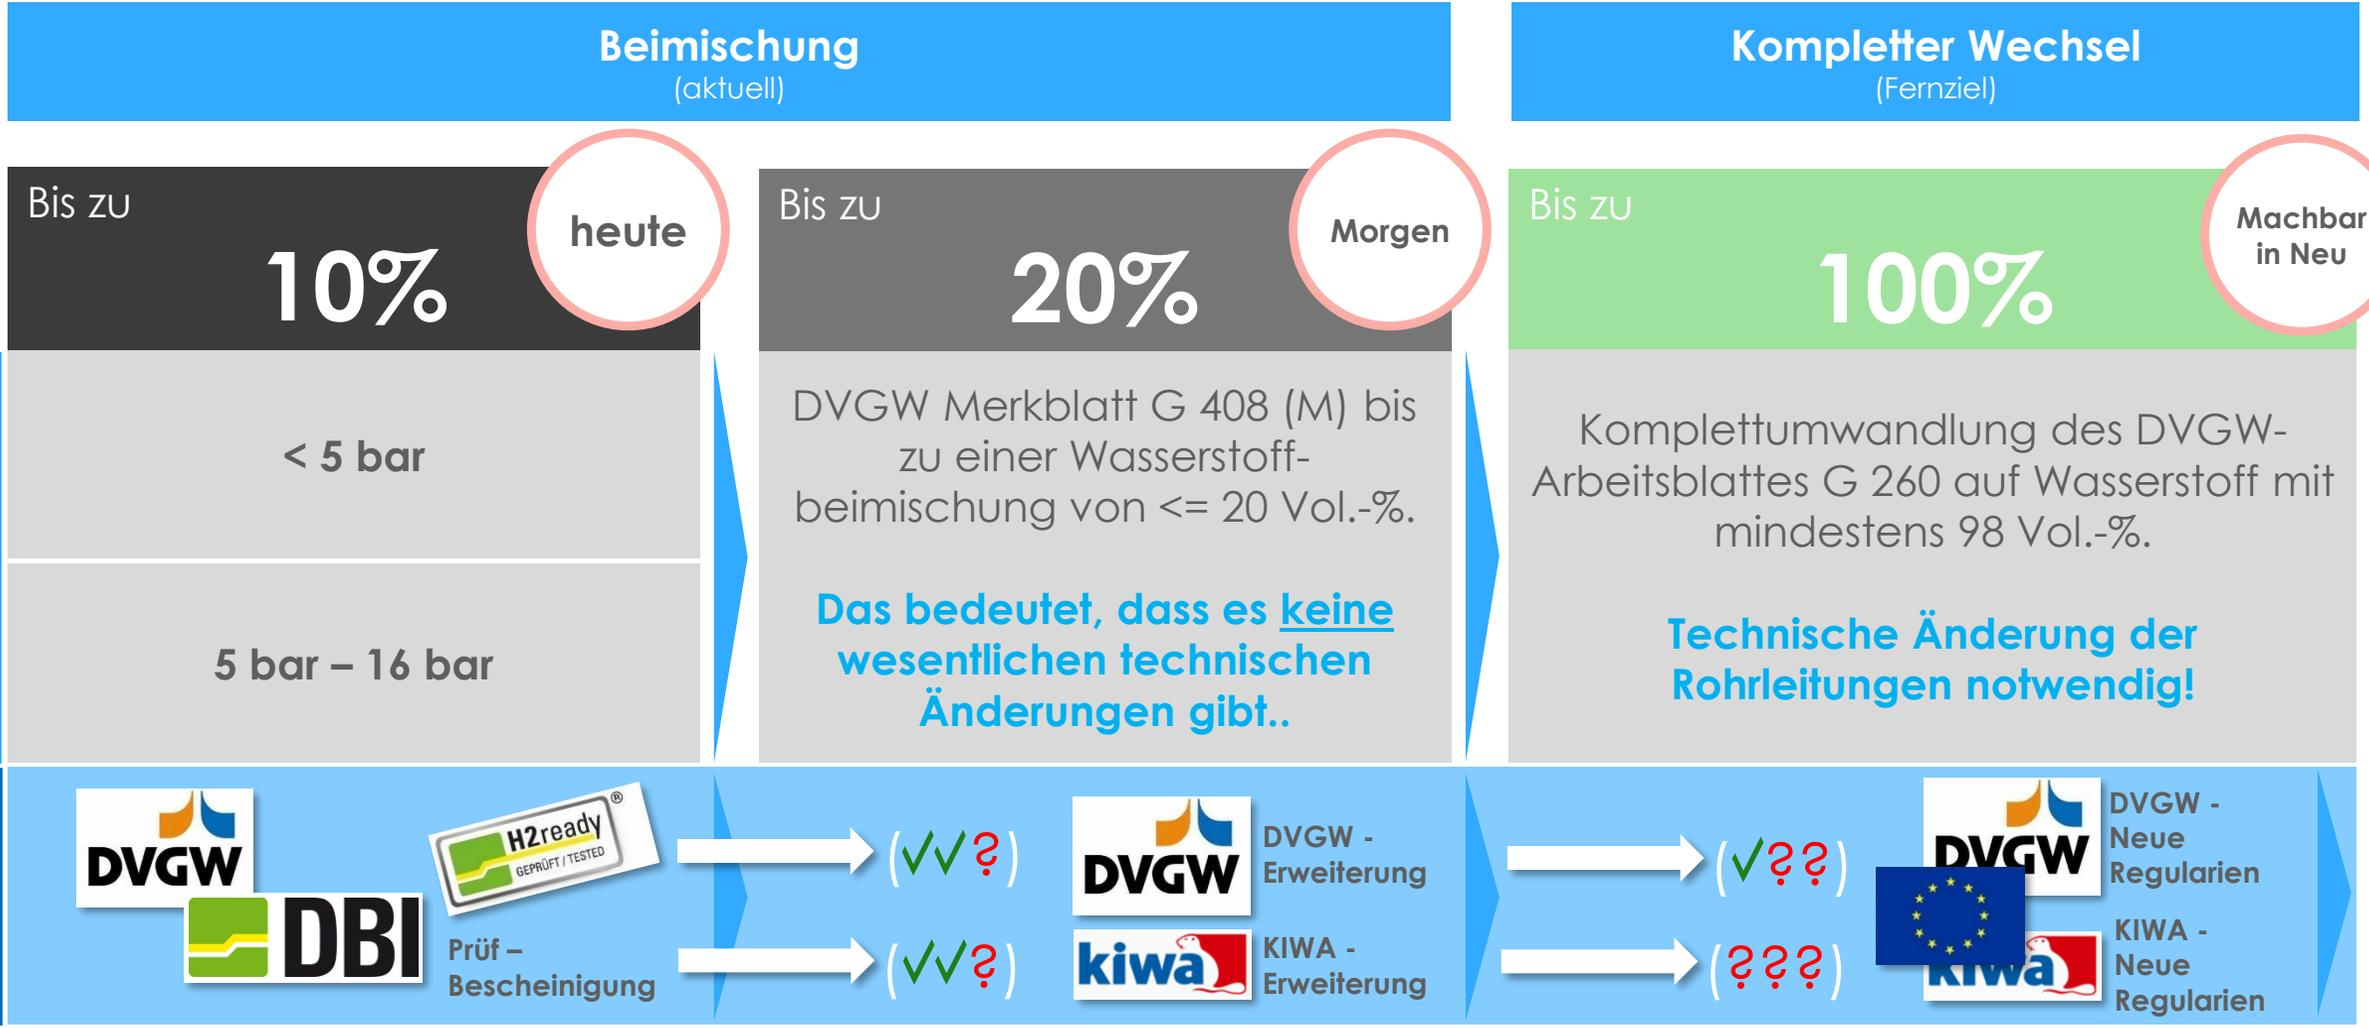 Beimischung
(aktuell)
Kompletter Wechsel
(Fernziel)
Bis zu
10%
heute
Bis zu
20%
Morgen
Bis zu
100%
Machbar
in Neu
< 5 bar
5 bar – 16 bar
DVGW Merkblatt G 408 (M) bis
zu einer Wasserstoff-
beimischung von <= 20 Vol.-%.
Das bedeutet, dass es keine
wesentlichen technischen
Änderungen gibt..
Komplettumwandlung des DVGW-
Arbeitsblattes G 260 auf Wasserstoff mit
mindestens 98 Vol.-%.
Technische Änderung der
Rohrleitungen notwendig!
DVGW
DBI
H2ready®
GEPRÜFT / TESTED
Prüf –
Bescheinigung
(✓✓?)
(✓✓?)
DVGW
DVGW -
Erweiterung
kiwa
KIWA -
Erweiterung
(✓??)
(???)
DVGW
DVGW -
Neue
Regularien
kiwa
KIWA -
Neue
Regularien